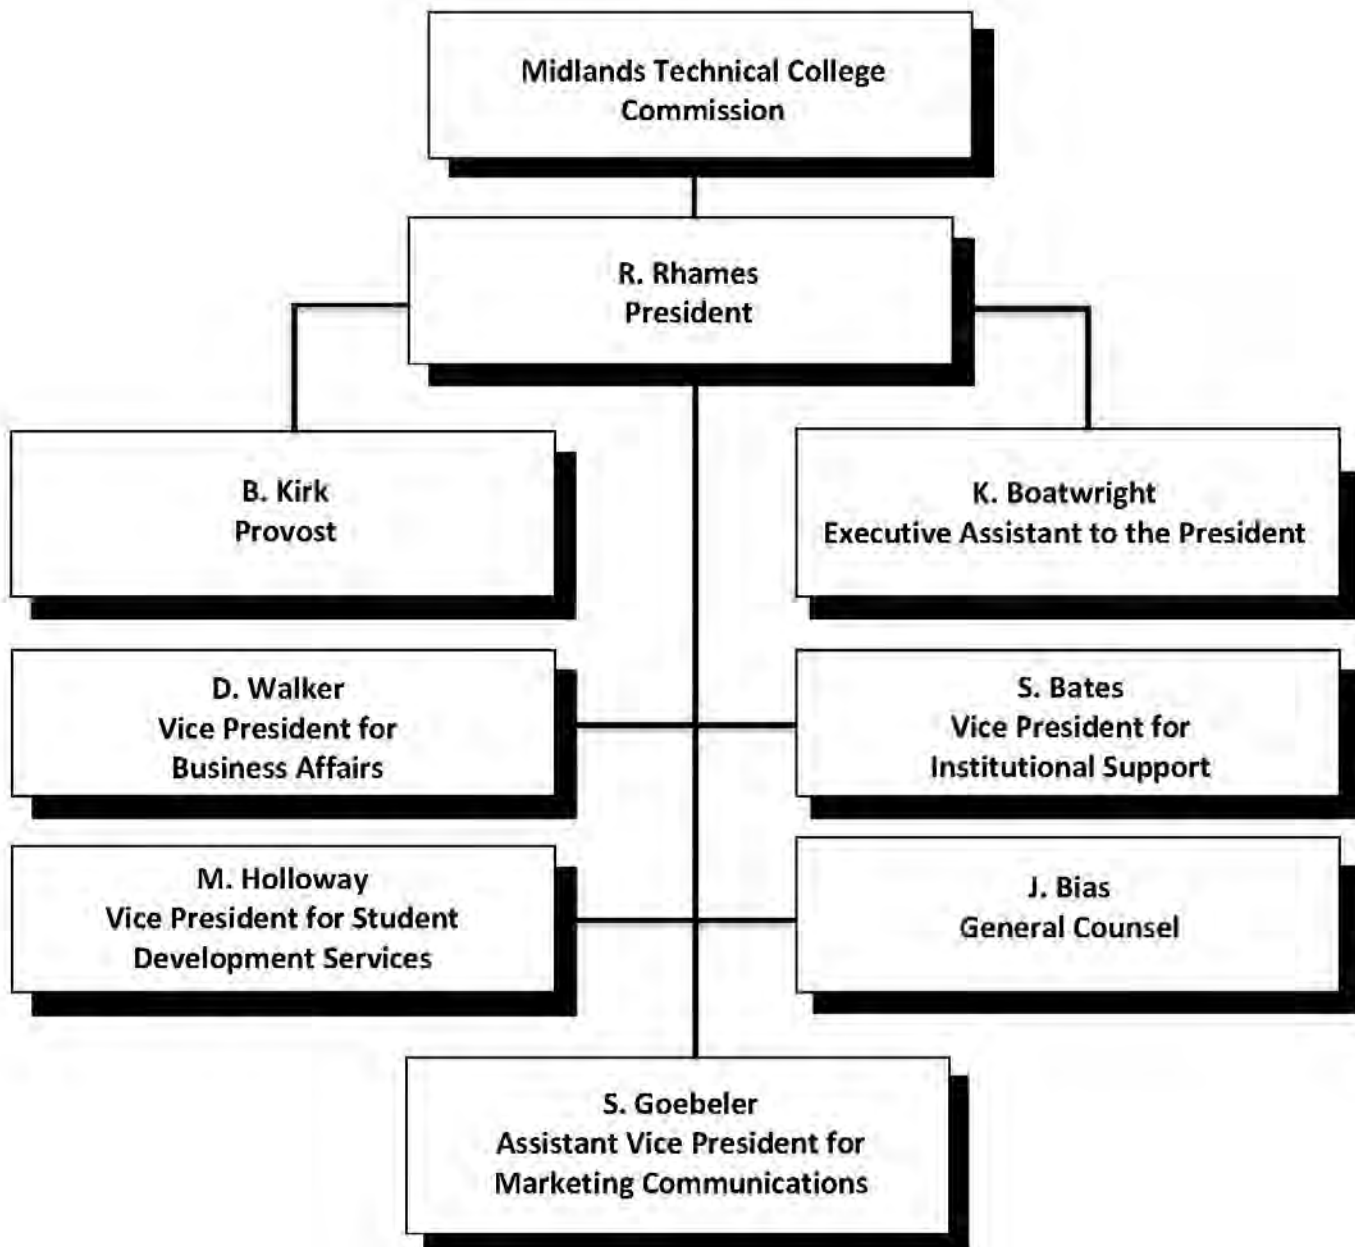 Midlands Technical College
Commission
R. Rhames
President
B. Kirk
Provost
K. Boatwright
Executive Assistant to the President
D. Walker
Vice President for
Business Affairs
S. Bates
Vice President for
Institutional Support
M. Holloway
Vice President for Student
Development Services
J. Bias
General Counsel
S. Goebeler
Assistant Vice President for
Marketing Communications